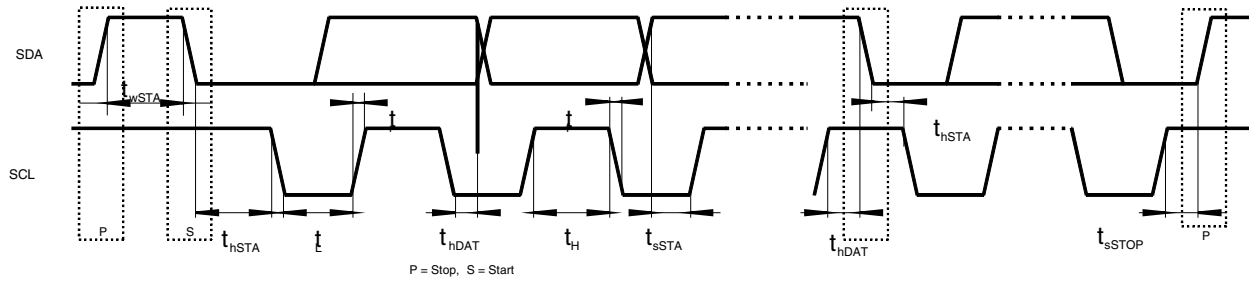 SDA
t wSTA
t
t
t hSTA
SCL
P
S
t hSTA
t L
t hDAT
t H
t sSTA
t hDAT
t sSTOP
P
P = Stop, S = Start